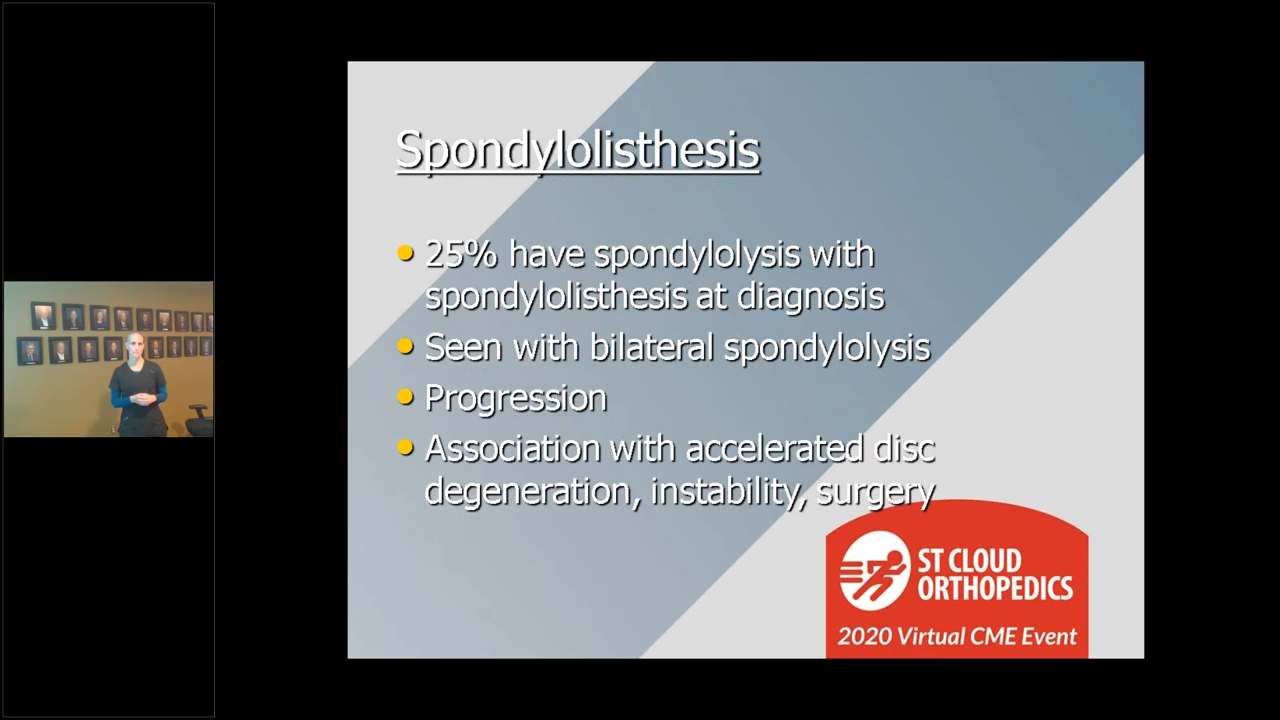 Spondylolisthesis
25% have spondylolysis with
spondylolisthesis at diagnosis
Seen with bilateral spondylolysis
Progression
Association with accelerated disc
degeneration, instability, surgery
ST CLOUD
ORTHOPEDICS
2020 Virtual CME Event